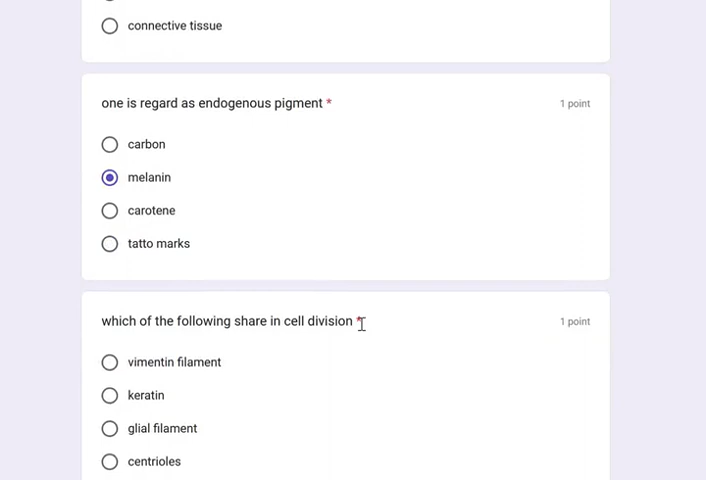 connective tissue
one is regard as endogenous pigment *
1 point
carbon
melanin
carotene
tatto marks
which of the following share in cell division *
1 point
vimentin filament
keratin
glial filament
centrioles